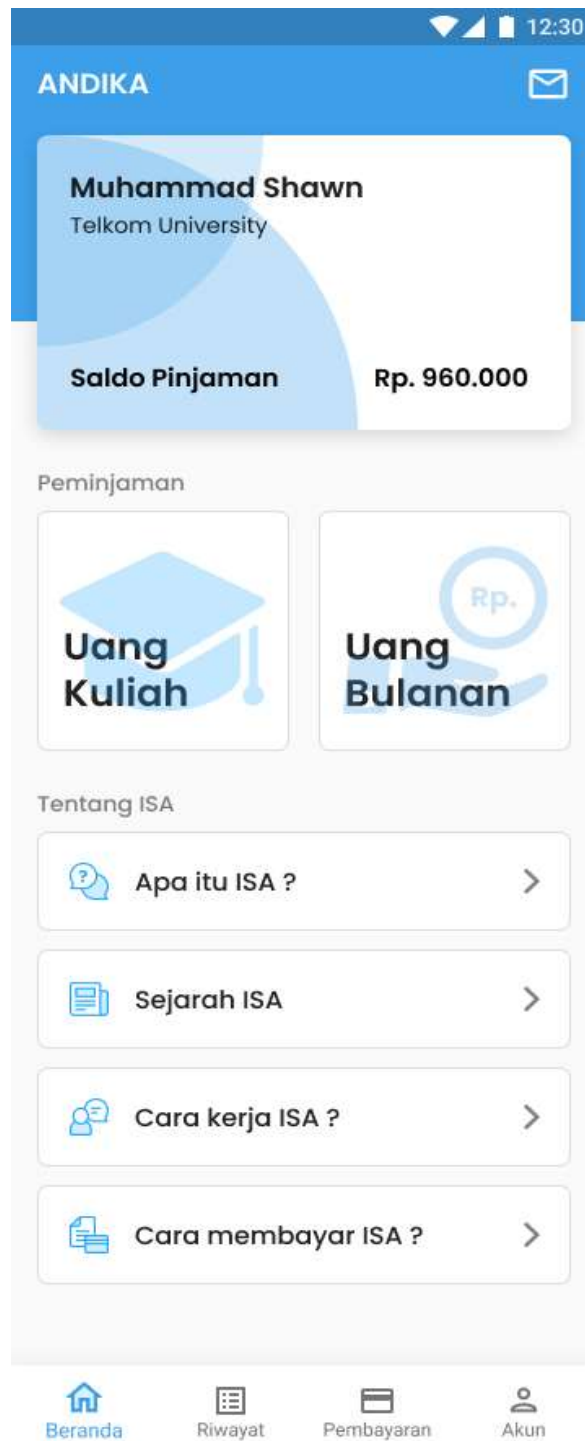 12:30
ANDIKA
Muhammad Shawn
Telkom University
Saldo Pinjaman Rp. 960.000
Peminjaman
Rp.
Uang
Kuliah
Uang
Bulanan
Tentang ISA
Apa itu ISA ?
Sejarah ISA
Cara kerja ISA ?
Cara membayar ISA ?
Beranda Riwayat Pembayaran Akun